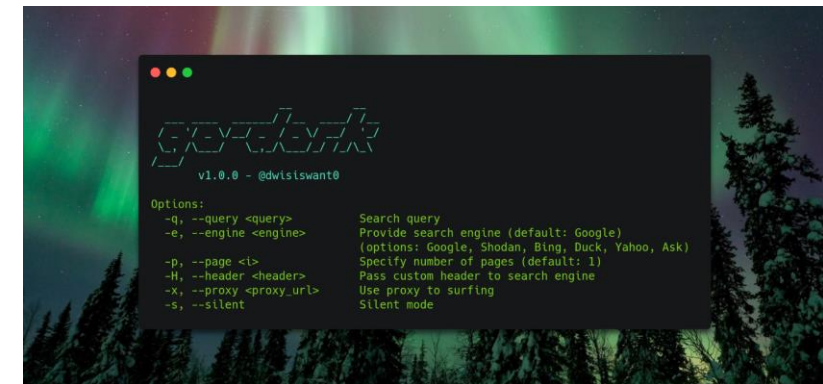 go-dork
v1.0.0 - @dwisiswant0
Options:
-q, --query <query> Search query
-e, --engine <engine> Provide search engine (default: Google)
(options: Google, Shodan, Bing, Duck, Yahoo, Ask)
-p, --page <i> Specify number of pages (default: 1)
-H, --header <header> Pass custom header to search engine
-x, --proxy <proxy_url> Use proxy to surfing
-s, --silent Silent mode